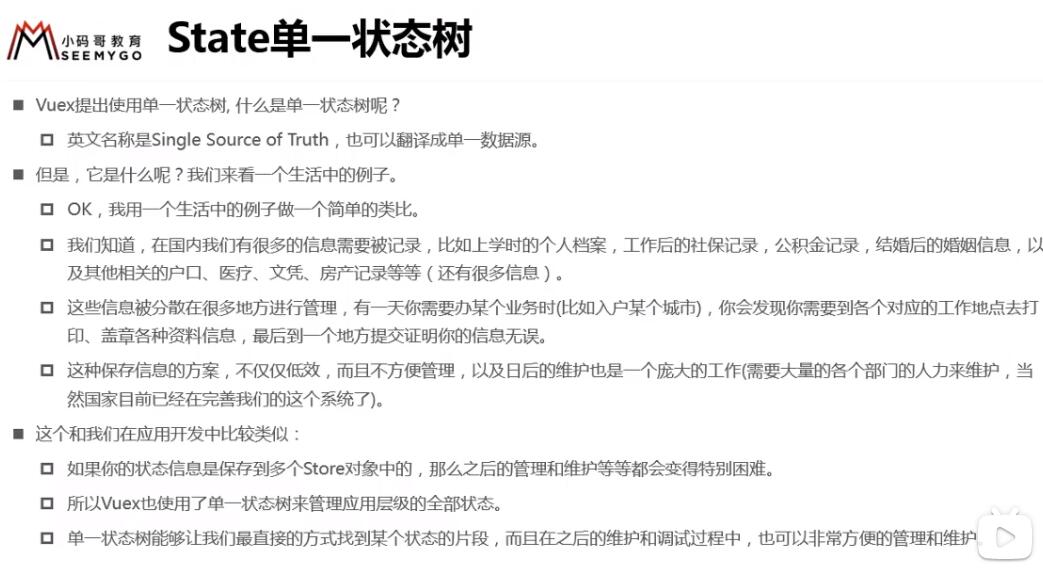 小码哥教育
SEEMYGO
State单一状态树
Vuex提出使用单一状态树, 什么是单一状态树呢？
英文名称是Single Source of Truth，也可以翻译成单一数据源。
但是，它是什么呢？我们来看一个生活中的例子。
OK，我用一个生活中的例子做一个简单的类比。
我们知道，在国内我们有很多的信息需要被记录，比如上学时的个人档案，工作后的社保记录，公积金记录，结婚后的婚姻信息，以
及其他相关的户口、医疗、文凭、房产记录等等（还有很多信息）。
这些信息被分散在很多地方进行管理，有一天你需要办某个业务时(比如入户某个城市)，你会发现你需要到各个对应的工作地点去打
印、盖章各种资料信息，最后到一个地方提交证明你的信息无误。
这种保存信息的方案，不仅仅低效，而且不方便管理，以及日后的维护也是一个庞大的工作(需要大量的各个部门的人力来维护，当
然国家目前已经在完善我们的这个系统了)。
这个和我们在应用开发中比较类似：
如果你的状态信息是保存到多个Store对象中的，那么之后的管理和维护等等都会变得特别困难。
所以Vuex也使用了单一状态树来管理应用层级的全部状态。
单一状态树能够让我们最直接的方式找到某个状态的片段，而且在之后的维护和调试过程中，也可以非常方便的管理和维护